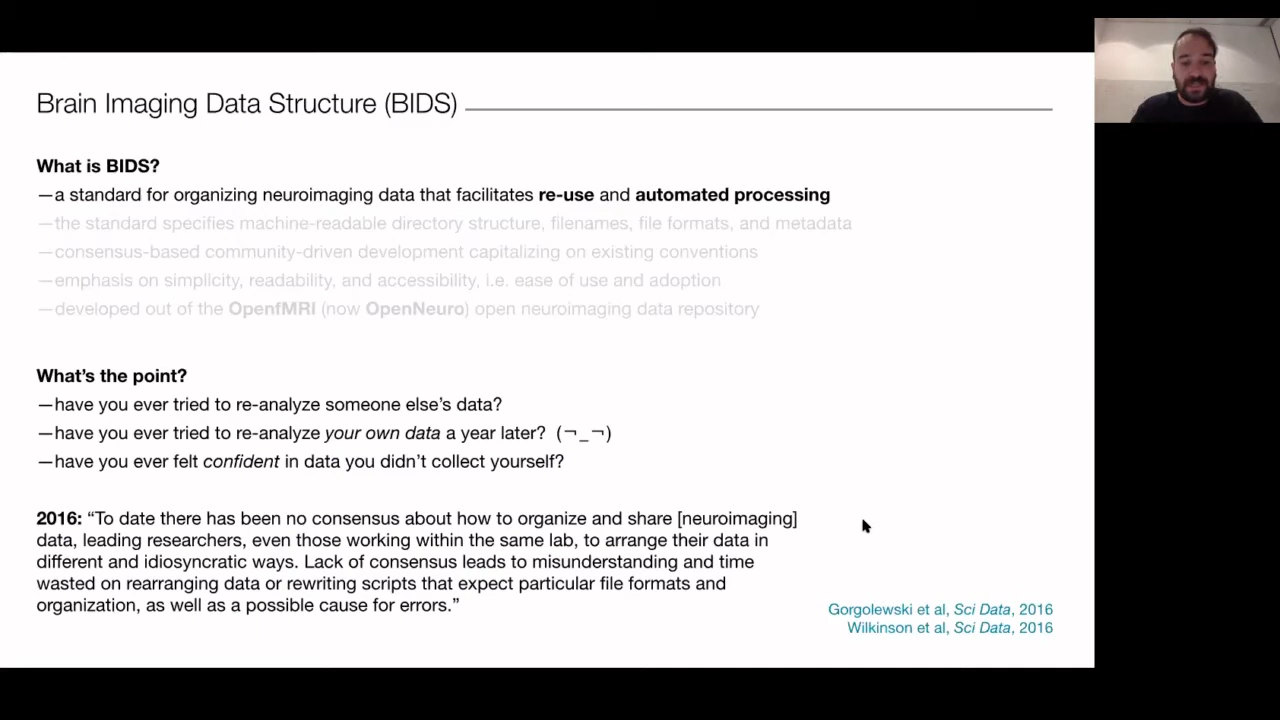 Brain Imaging Data Structure (BIDS)
What is BIDS?
—a standard for organizing neuroimaging data that facilitates re-use and automated processing
—the standard specifies machine-readable directory structure, filenames, file formats, and metadata
—consensus-based community-driven development capitalizing on existing conventions
—emphasis on simplicity, readability, and accessibility, i.e. ease of use and adoption
—developed out of the OpenfMRI (now OpenNeuro) open neuroimaging data repository
What’s the point?
—have you ever tried to re-analyze someone else’s data?
—have you ever tried to re-analyze your own data a year later? (¬_¬)
—have you ever felt confident in data you didn’t collect yourself?
2016: “To date there has been no consensus about how to organize and share [neuroimaging]
data, leading researchers, even those working within the same lab, to arrange their data in
different and idiosyncratic ways. Lack of consensus leads to misunderstanding and time
wasted on rearranging data or rewriting scripts that expect particular file formats and
organization, as well as a possible cause for errors.”
Gorgolewski et al, Sci Data, 2016
Wilkinson et al, Sci Data, 2016